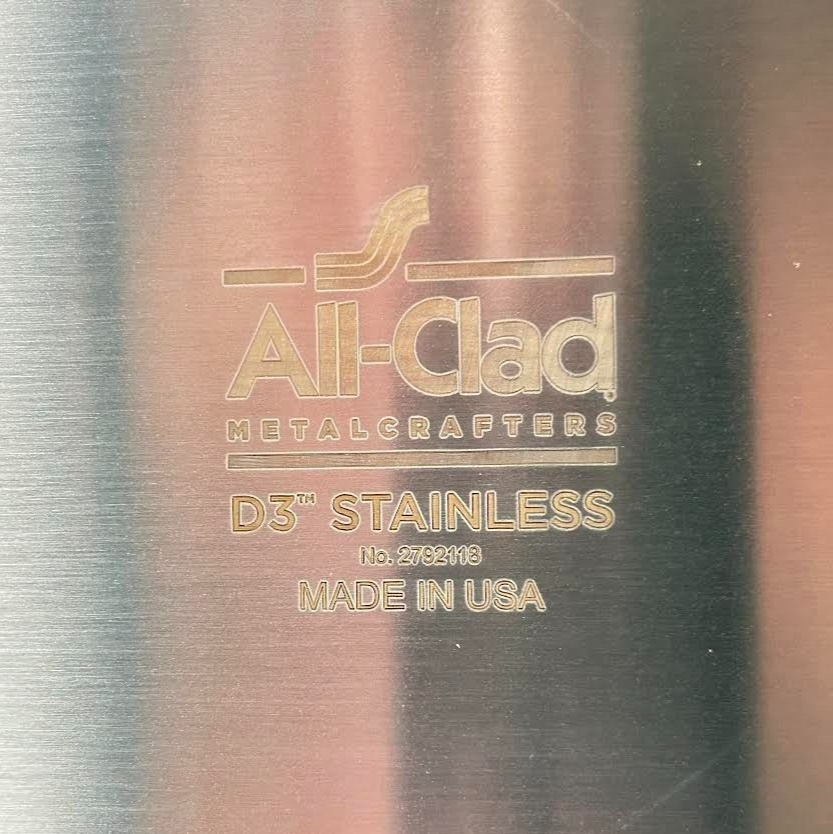 All-Clad®
METALCRAFTERS
D3™ STAINLESS
No. 2792118
MADE IN USA